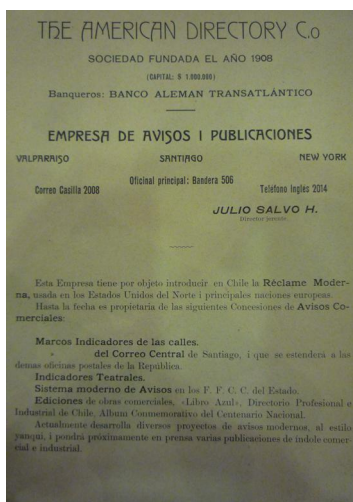 THE AMERICAN DIRECTORY C.o
SOCIEDAD FUNDADA EL AÑO 1908
(CAPITAL: $ 1.000.000)
Banqueros: BANCO ALEMAN TRANSATLÁNTICO
EMPRESA DE AVISOS I PUBLICACIONES
VALPARAISO SANTIAGO NEW YORK
Oficinal principal: Bandera 506
Correo Casilla 2008 Teléfono inglés 2014
JULIO SALVO H.
Director jerente
Esta Empresa tiene por objeto introducir en Chile la Réclame Moder-
na, usada en los Estados Unidos del Norte i principales naciones europeas.
Hasta la fecha es propietaria de las siguientes Concesiones de Avisos Co-
merciales:
Marcos Indicadores de las calles.
» del Correo Central de Santiago, i que se estenderá a las
demas oficinas postales de la República.
Indicadores Teatrales.
Sistema moderno de Avisos en los F. F. C. C. del Estado.
Ediciones de obras comerciales, «Libro Azul», Directorio Profesional e
Industrial de Chile, Album Conmemorativo del Centenario Nacional.
Actualmente desarrolla diversos proyectos de avisos modernos, al estilo
yanqui, i pondrá próximamente en prensa varias publicaciones de indole comer-
cial e industrial.